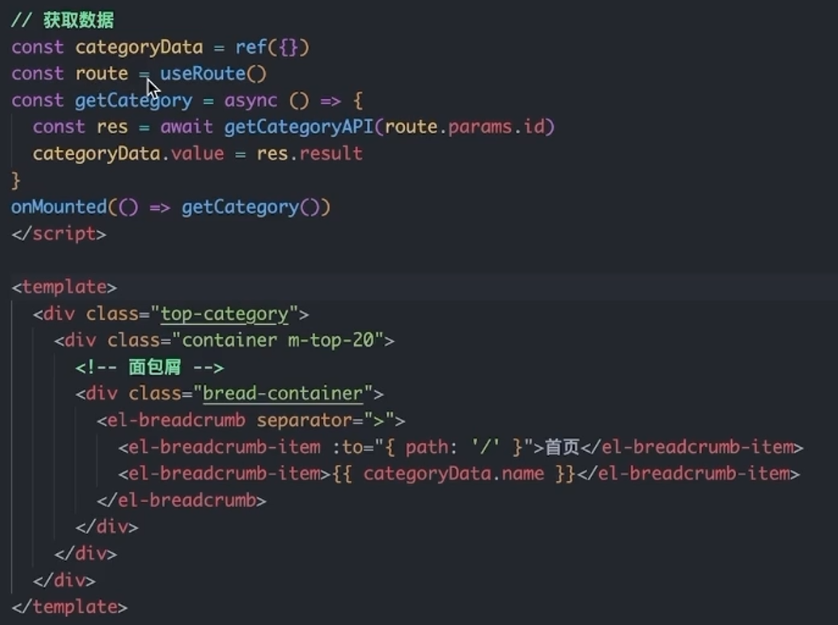 // 获取数据
const categoryData = ref({})
const route = useRoute()
const getCategory = async () => {
  const res = await getCategoryAPI(route.params.id)
  categoryData.value = res.result
}
onMounted(() => getCategory())
</script>

<template>
  <div class="top-category">
    <div class="container m-top-20">
      <!-- 面包屑 -->
      <div class="bread-container">
        <el-breadcrumb separator=">">
          <el-breadcrumb-item :to="{ path: '/' }">首页</el-breadcrumb-item>
          <el-breadcrumb-item>{{ categoryData.name }}</el-breadcrumb-item>
        </el-breadcrumb>
      </div>
    </div>
  </div>
</template>